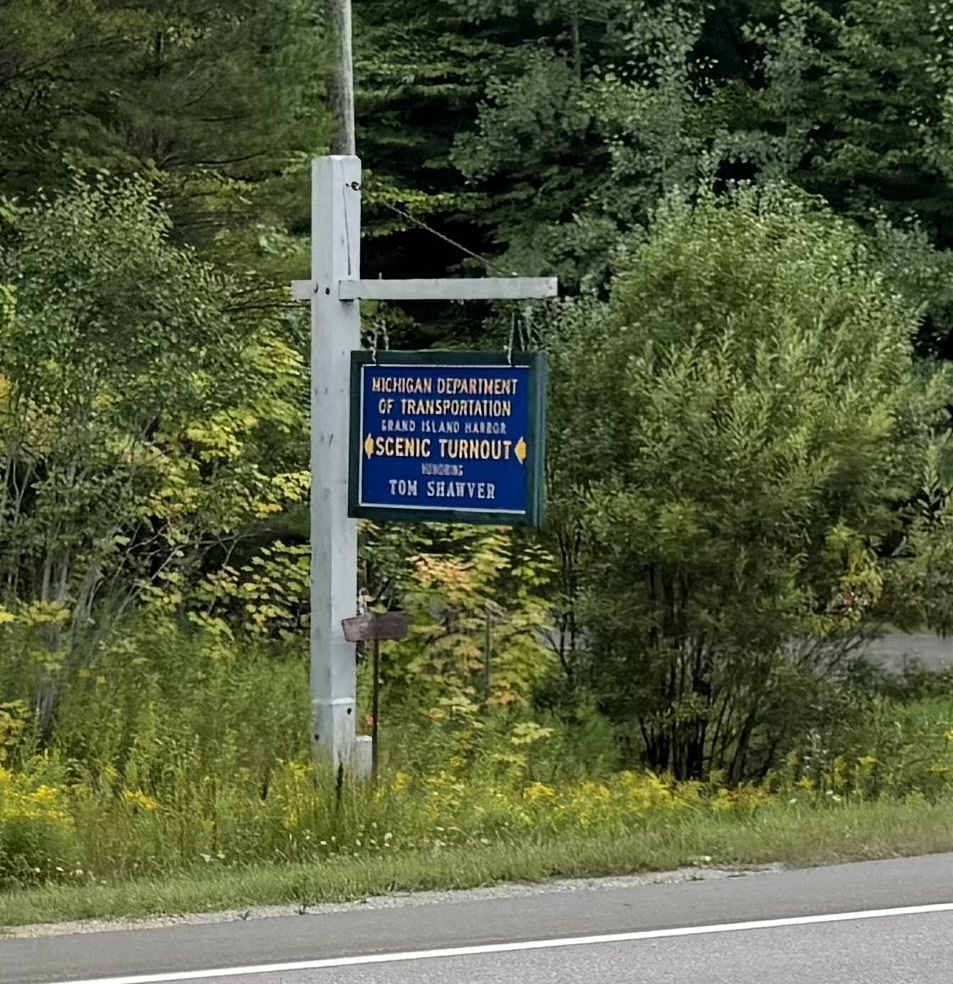 MICHIGAN DEPARTMENT
OF TRANSPORTATION
GRAND ISLAND HARBOR
SCENIC TURNOUT
TOM SHAWVER